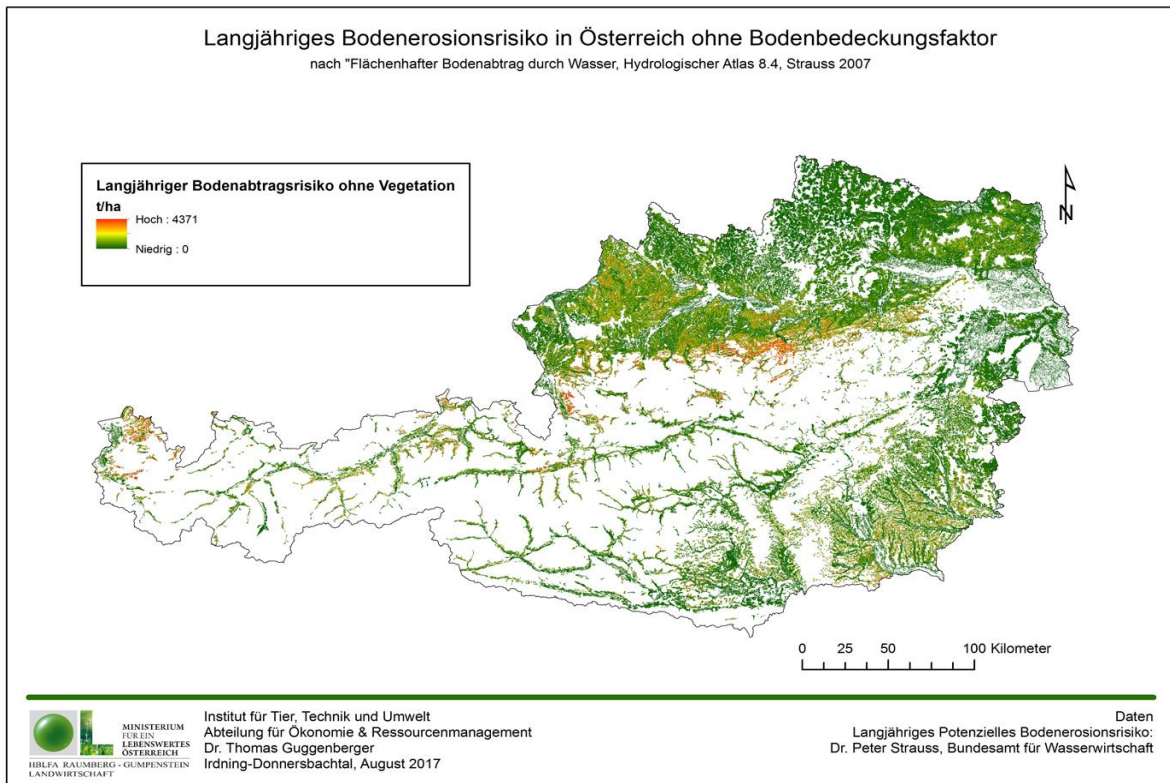 Langjähriges Bodenerosionsrisiko in Österreich ohne Bodenbedeckungsfaktor
nach "Flächenhafter Bodenabtrag durch Wasser, Hydrologischer Atlas 8.4, Strauss 2007
Langjähriger Bodenabtragsrisiko ohne Vegetation
t/ha
Hoch : 4371
Niedrig : 0
N
0 25 50 100 Kilometer
MINISTERIUM
FÜR EIN
LEBENSWERTES
ÖSTERREICH
HBLFA RAUMBERG - GUMPENSTEIN
LANDWIRTSCHAFT
Institut für Tier, Technik und Umwelt
Abteilung für Ökonomie & Ressourcenmanagement
Dr. Thomas Guggenberger
Irdning-Donnersbachtal, August 2017
Daten
Langjähriges Potenzielles Bodenerosionsrisiko:
Dr. Peter Strauss, Bundesamt für Wasserwirtschaft